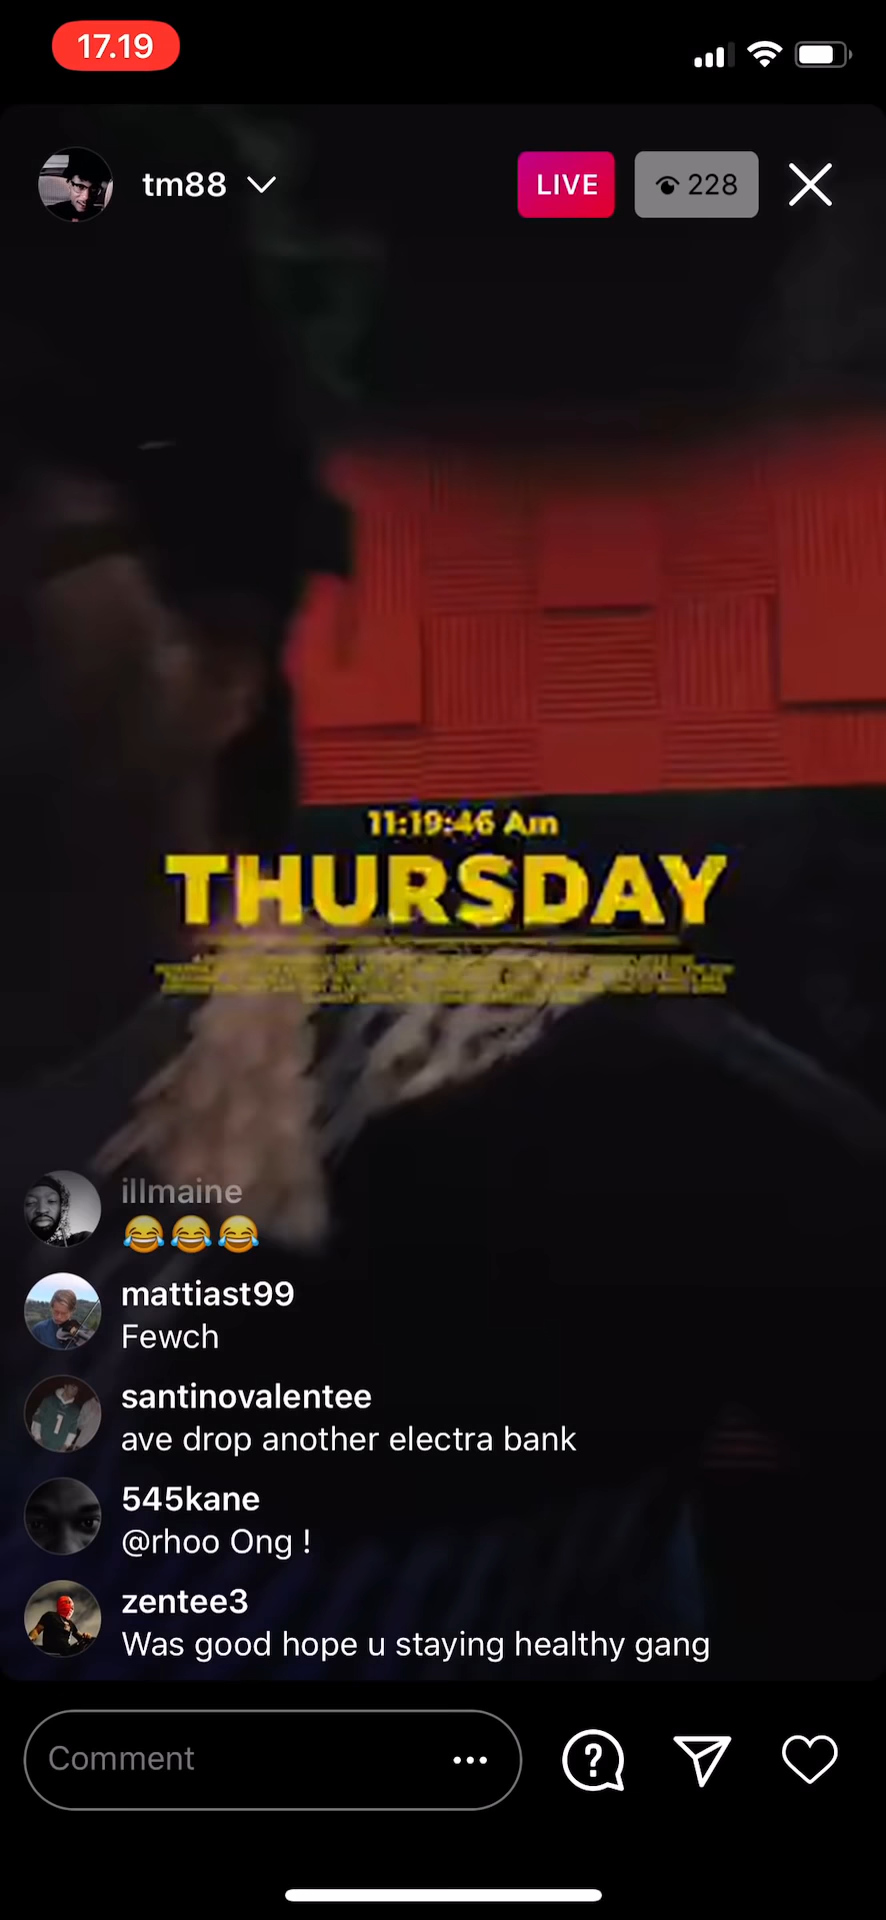 17.19
tm88
LIVE
228
11:19:46 Am
THURSDAY
illmaine
😂😂😂
mattiast99
Fewch
santinovalentee
ave drop another electra bank
545kane
@rhoo Ong !
zentee3
Was good hope u staying healthy gang
Comment